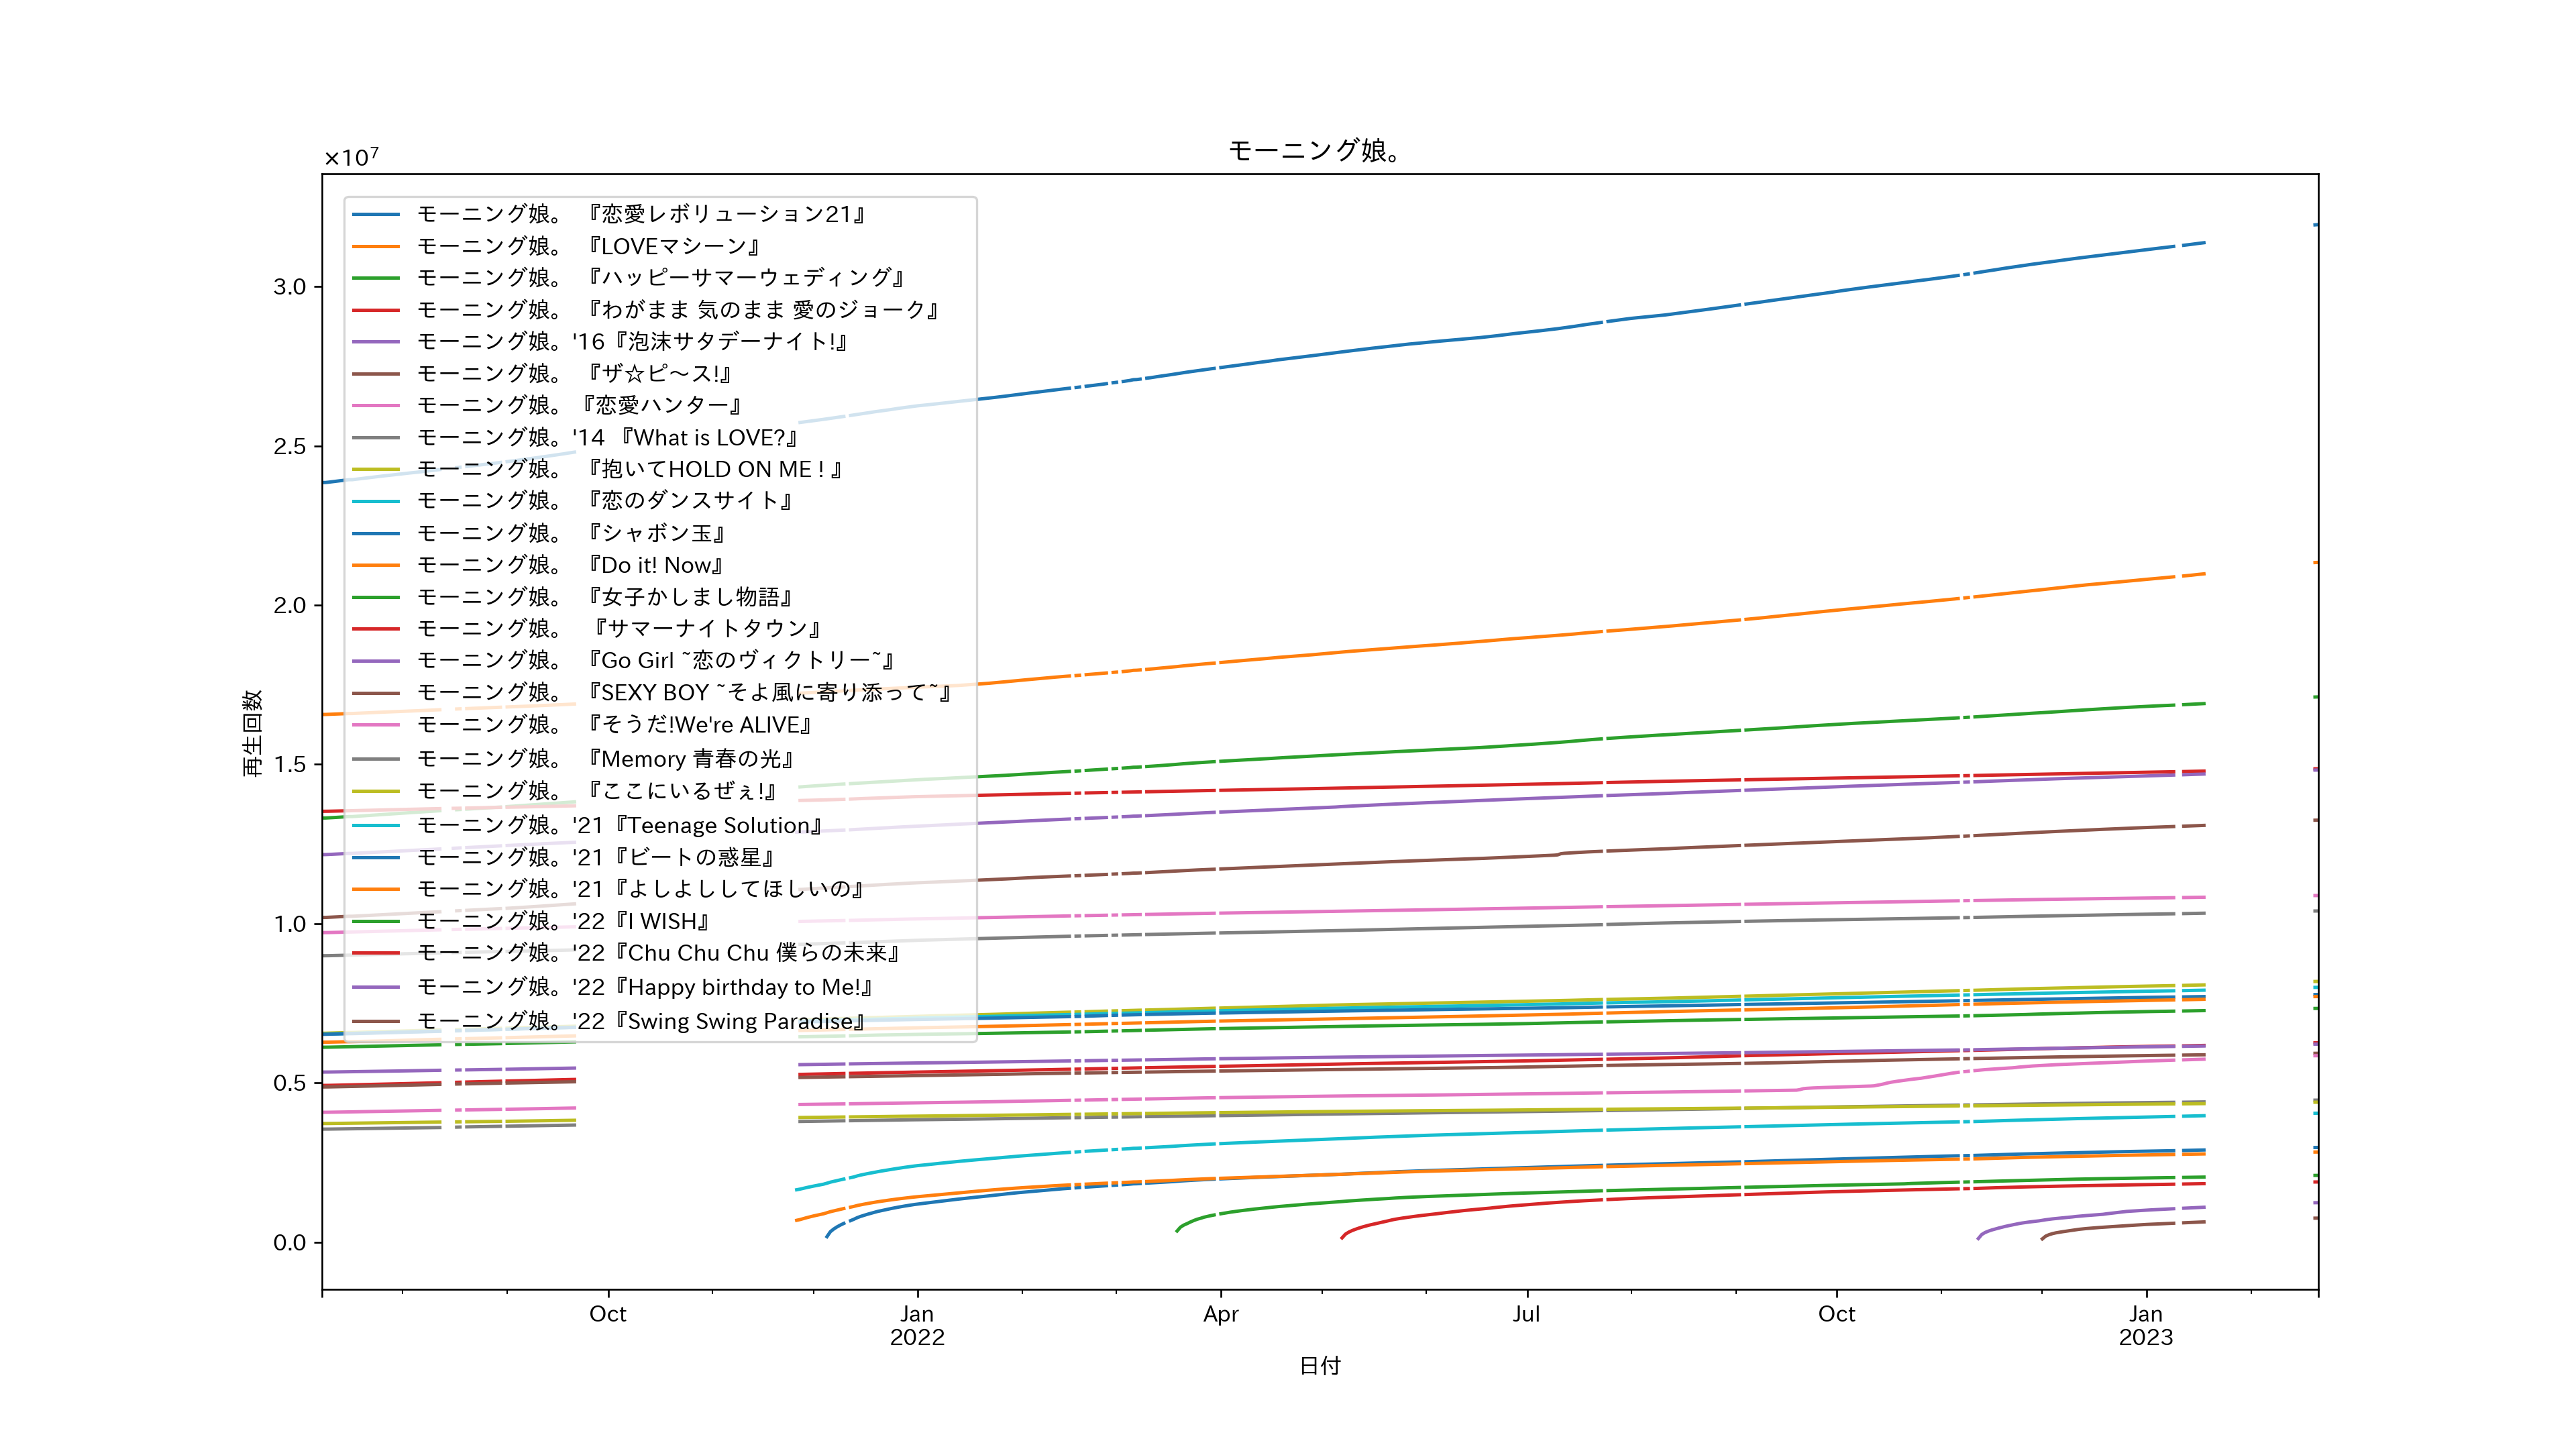 モーニング娘。
×10⁷
モーニング娘。 『恋愛レボリューション21』
モーニング娘。 『LOVEマシーン』
モーニング娘。 『ハッピーサマーウェディング』
モーニング娘。 『わがまま 気のまま 愛のジョーク』
モーニング娘。'16『泡沫サタデーナイト!』
モーニング娘。 『ザ☆ピ〜ス!』
モーニング娘。『恋愛ハンター』
モーニング娘。'14 『What is LOVE?』
モーニング娘。 『抱いてHOLD ON ME ! 』
モーニング娘。 『恋のダンスサイト』
モーニング娘。 『シャボン玉』
モーニング娘。 『Do it! Now』
モーニング娘。 『女子かしまし物語』
モーニング娘。 『サマーナイトタウン』
モーニング娘。 『Go Girl ~恋のヴィクトリー~』
モーニング娘。 『SEXY BOY ~そよ風に寄り添って~』
モーニング娘。 『そうだ!We're ALIVE』
モーニング娘。 『Memory 青春の光』
モーニング娘。 『ここにいるぜぇ!』
モーニング娘。'21『Teenage Solution』
モーニング娘。'21『ビートの惑星』
モーニング娘。'21『よしよししてほしいの』
モーニング娘。'22『I WISH』
モーニング娘。'22『Chu Chu Chu 僕らの未来』
モーニング娘。'22『Happy birthday to Me!』
モーニング娘。'22『Swing Swing Paradise』
3.0
2.5
2.0
1.5
1.0
0.5
0.0
再生回数
Oct
Jan
2022
Apr
Jul
Oct
Jan
2023
日付